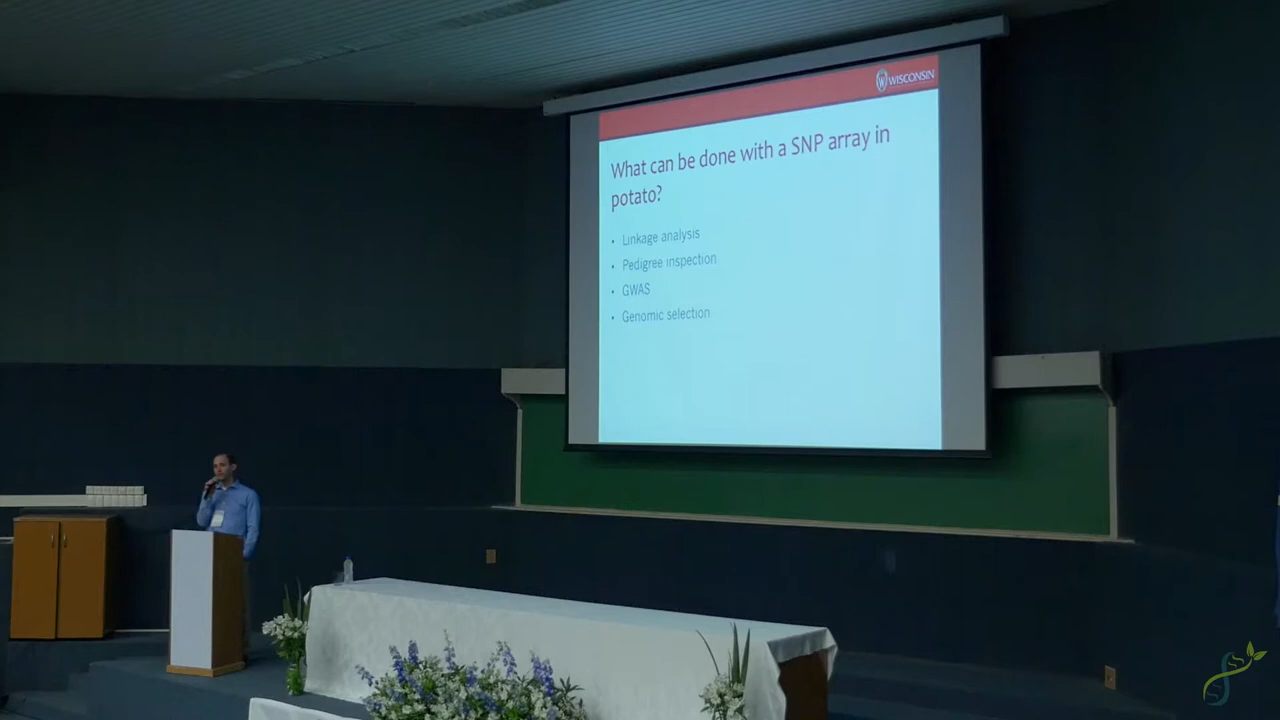 WISCONSIN
What can be done with a SNP array in
potato?
• Linkage analysis
• Pedigree inspection
• GWAS
• Genomic selection